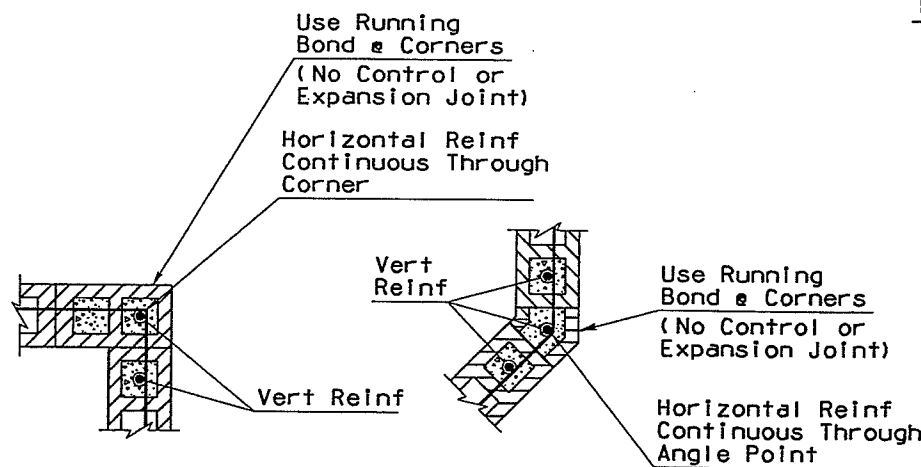 Use Running
Bond @ Corners
(No Control or
Expansion Joint)
Horizontal Reinf
Continuous Through
Corner
Vert
Reinf
Use Running
Bond @ Corners
(No Control or
Expansion Joint)
Vert Reinf
Horizontal Reinf
Continuous Through
Angle Point